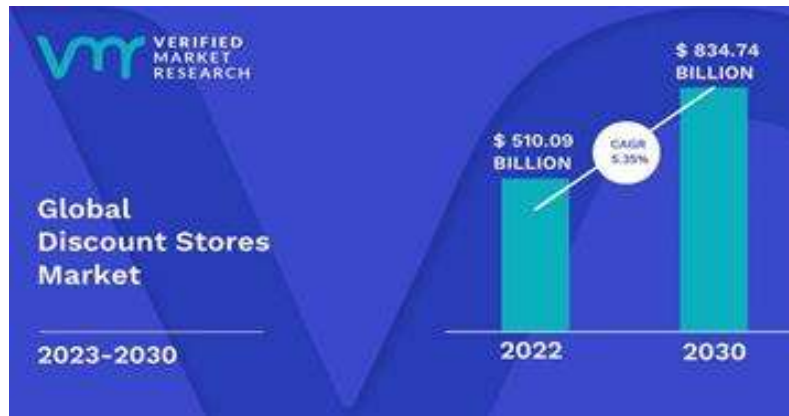 vmr
VERIFIED
MARKET
RESEARCH
Global
Discount Stores
Market
2023-2030
$ 510.09
BILLION
CAGR
5.35%
$ 834.74
BILLION
2022
2030